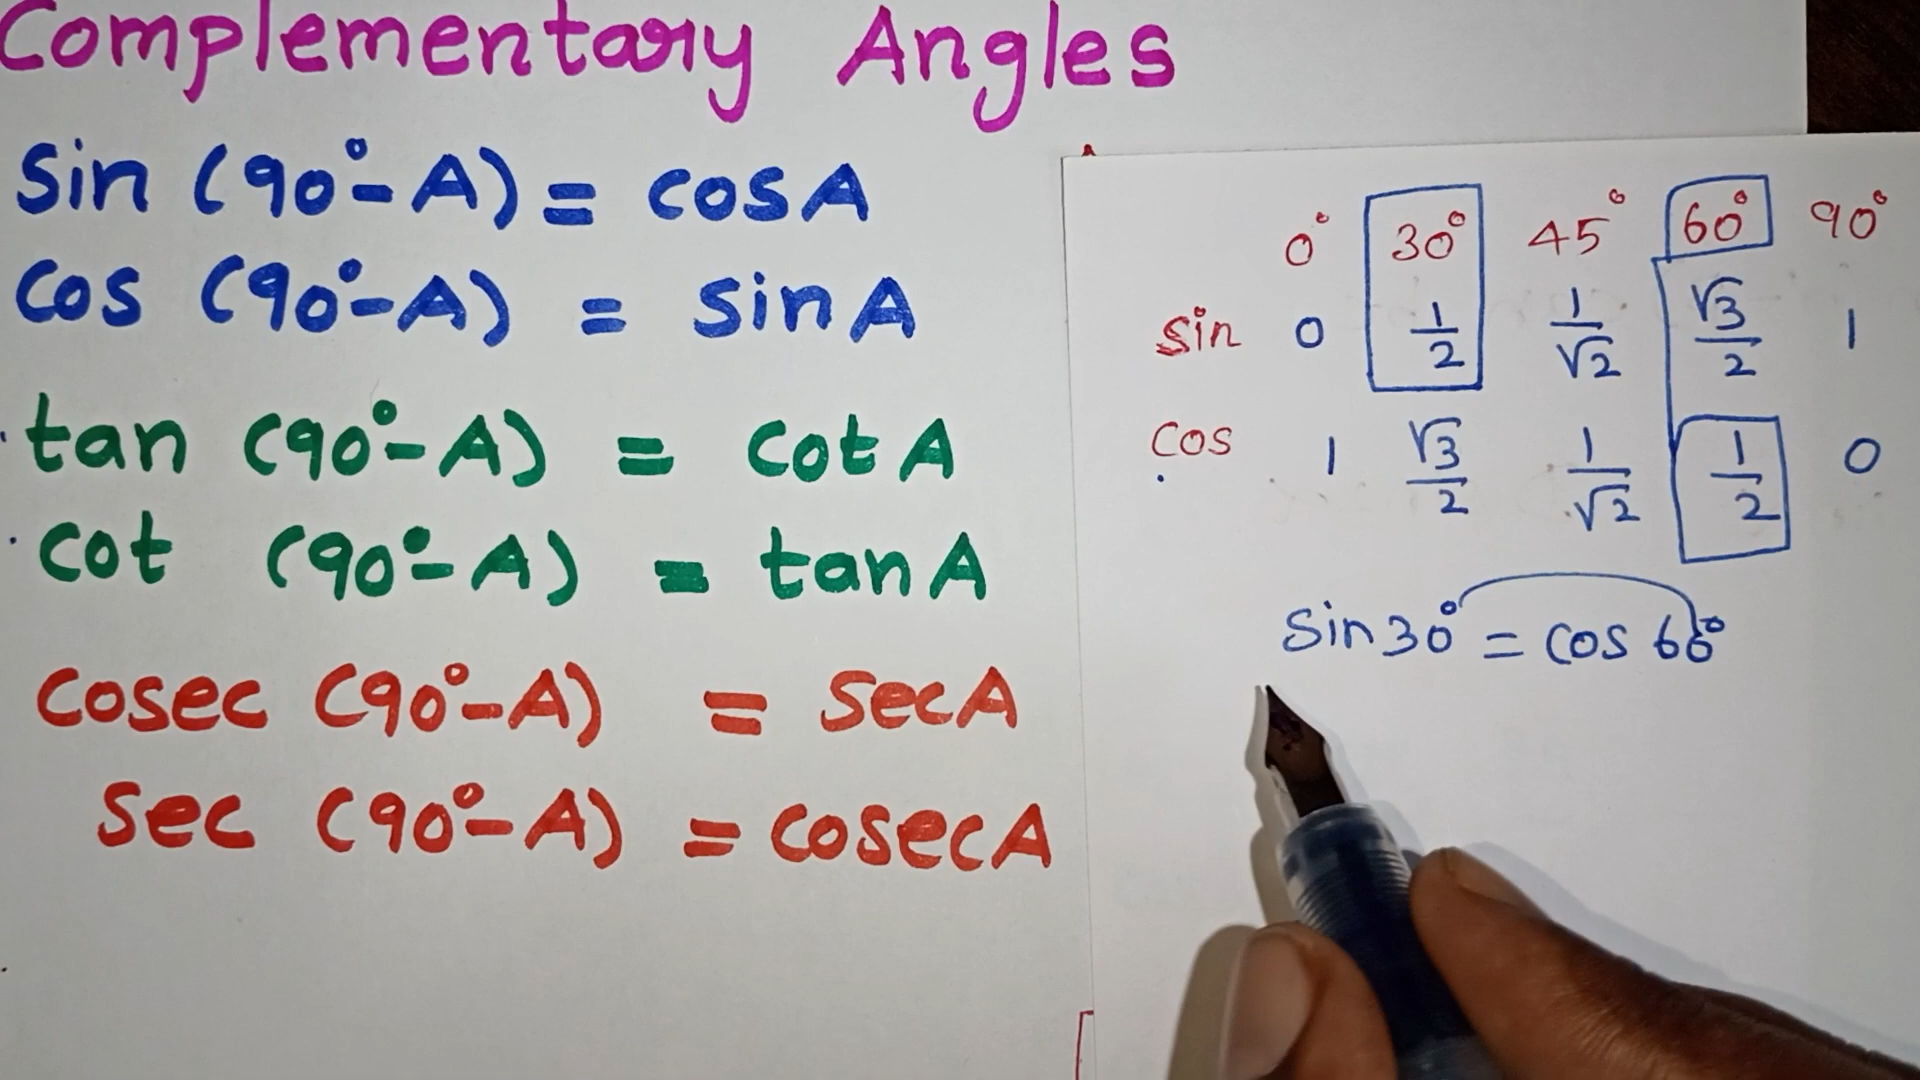 Complementary Angles
sin (90°-A) = cosA
cos (90°-A) = sinA
tan (90°-A) = cotA
cot (90°-A) = tanA
cosec (90°-A) = secA
sec (90°-A) = cosecA
0° 30° 45° 60° 90°
sin 0 1/2 1/√2 √3/2 1
cos 1 √3/2 1/√2 1/2 0
sin30° = cos60°